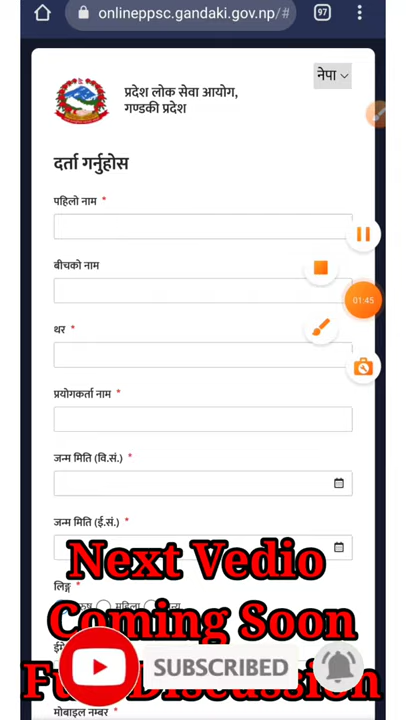 onlineppsc.gandaki.gov.np/#
97
नेपा
प्रदेश लोक सेवा आयोग,
गण्डकी प्रदेश
दर्ता गर्नुहोस
पहिलो नाम *
बीचको नाम
थर *
01:45
प्रयोगकर्ता नाम *
जन्म मिति (वि.सं.) *
जन्म मिति (ई.सं.) *
Next Vedio
लिङ्ग *
महिला
Coming Soon
SUBSCRIBED
Discussion
मोबाइल नम्बर *